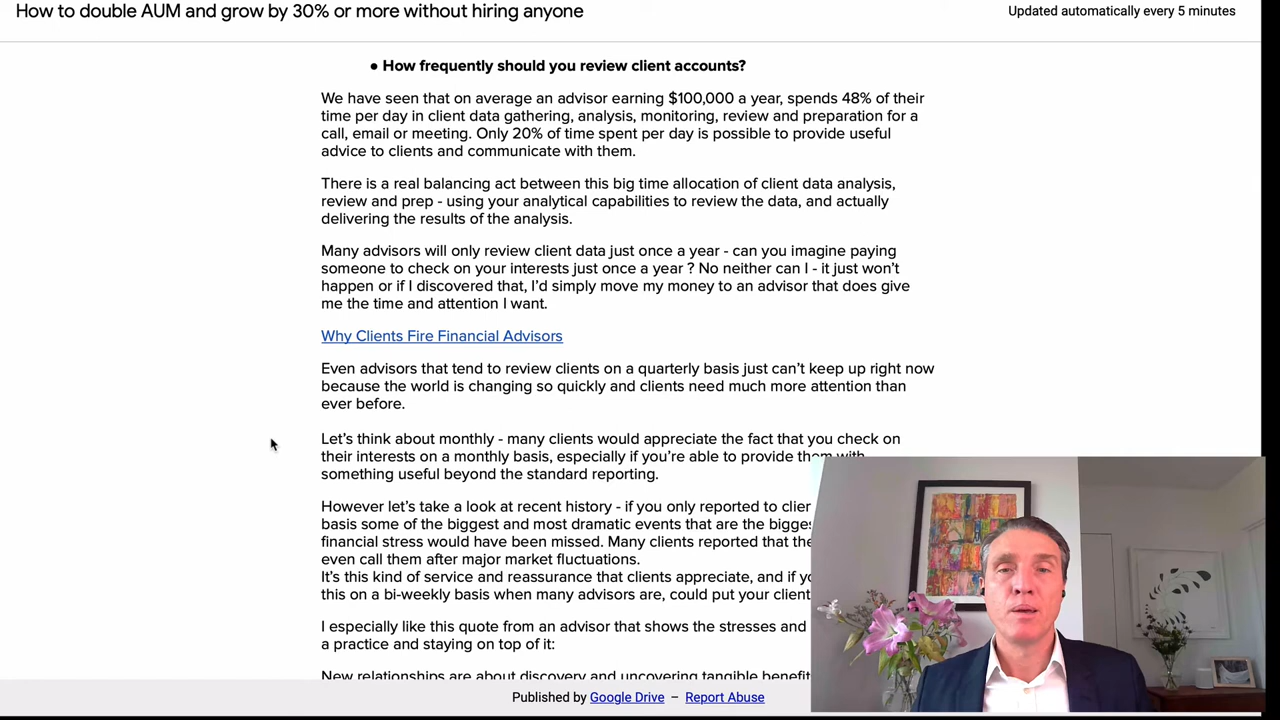 How to double AUM and grow by 30% or more without hiring anyone
Updated automatically every 5 minutes
● How frequently should you review client accounts?
We have seen that on average an advisor earning $100,000 a year, spends 48% of their
time per day in client data gathering, analysis, monitoring, review and preparation for a
call, email or meeting. Only 20% of time spent per day is possible to provide useful
advice to clients and communicate with them.
There is a real balancing act between this big time allocation of client data analysis,
review and prep - using your analytical capabilities to review the data, and actually
delivering the results of the analysis.
Many advisors will only review client data just once a year - can you imagine paying
someone to check on your interests just once a year ? No neither can I - it just won't
happen or if I discovered that, I'd simply move my money to an advisor that does give
me the time and attention I want.
Why Clients Fire Financial Advisors
Even advisors that tend to review clients on a quarterly basis just can't keep up right now
because the world is changing so quickly and clients need much more attention than
ever before.
Let's think about monthly - many clients would appreciate the fact that you check on
their interests on a monthly basis, especially if you're able to provide them with
something useful beyond the standard reporting.
However let's take a look at recent history - if you only reported to
basis some of the biggest and most dramatic events that are the
financial stress would have been missed. Many clients reported that
even call them after major market fluctuations.
It's this kind of service and reassurance that clients appreciate, and if
this on a bi-weekly basis when many advisors are, could put your
I especially like this quote from an advisor that shows the stresses and
a practice and staying on top of it:
New relationships are about discovery and uncovering tangible
Published by Google Drive – Report Abuse